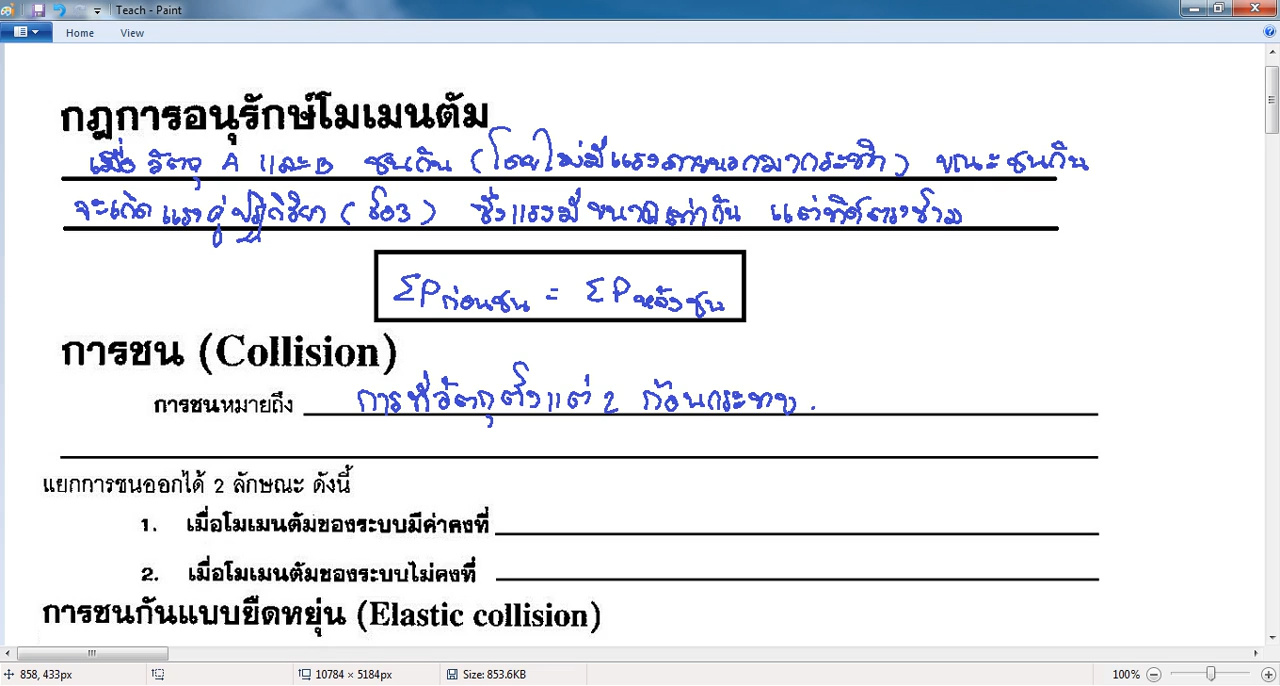 Teach - Paint
Home View
กฎการอนุรักษ์โมเมนตัม
เมื่อ วัตถุ A และ B ชนกัน (โดยไม่มีแรงภายนอกมากระทำ) ขณะชนกัน
จะเกิดแรงคู่ปฏิกิริยา (ข้อ3) ซึ่งแรงมีขนาดเท่ากัน แต่ทิศตรงข้าม
ΣPก่อนชน = ΣPหลังชน
การชน (Collision)
การชนหมายถึง การที่วัตถุตั้งแต่ 2 ก้อนกระทบ.
แยกการชนออกได้ 2 ลักษณะ ดังนี้
1. เมื่อโมเมนตัมของระบบมีค่าคงที่
2. เมื่อโมเมนตัมของระบบไม่คงที่
การชนกันแบบยืดหยุ่น (Elastic collision)
858, 433px 10784 × 5184px Size: 853.6KB 100%